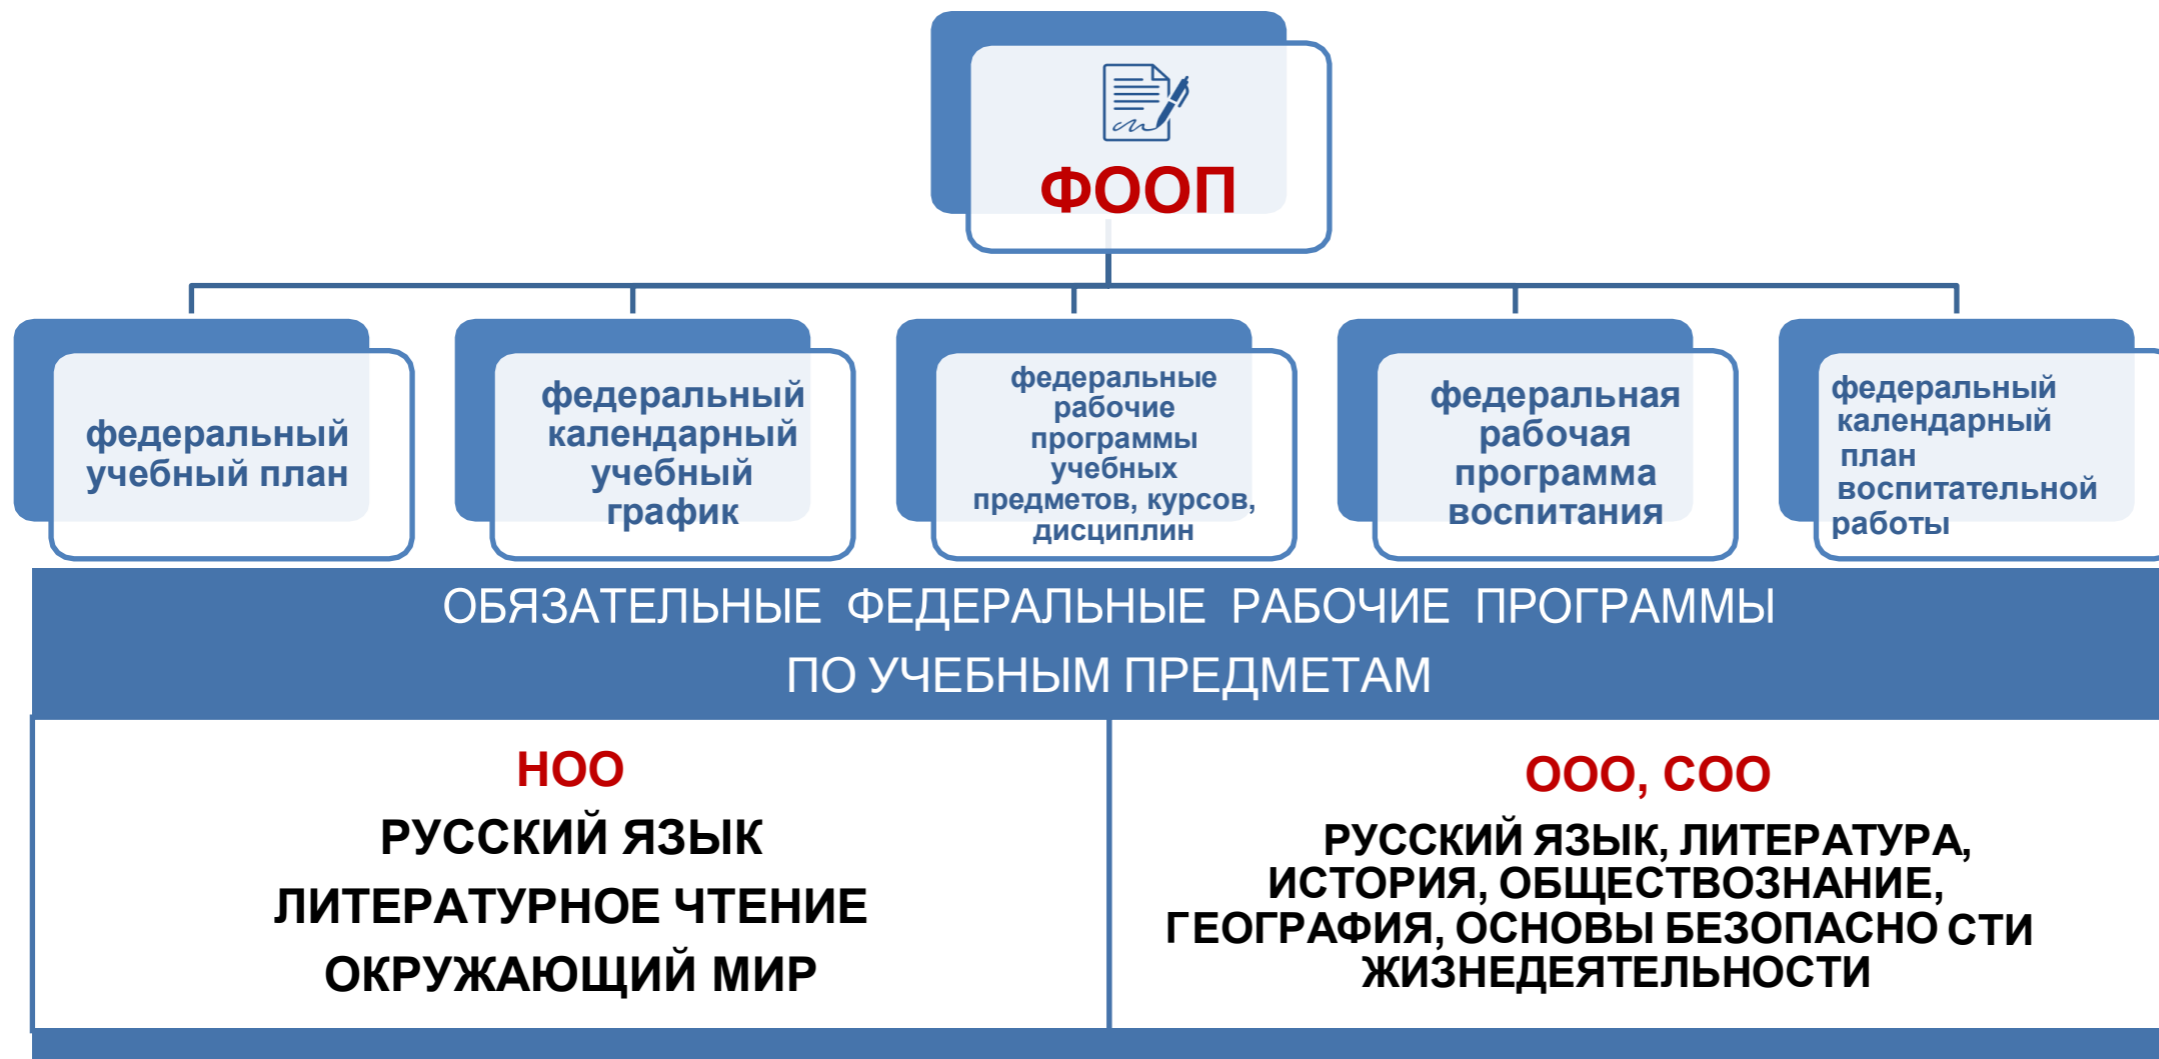 ФООП
федеральный
учебный план
федеральный
календарный
учебный
график
федеральные
рабочие
программы
учебных
предметов, курсов,
дисциплин
федеральная
рабочая
программа
воспитания
федеральный
календарный
план
воспитательной
работы
ОБЯЗАТЕЛЬНЫЕ ФЕДЕРАЛЬНЫЕ РАБОЧИЕ ПРОГРАММЫ
ПО УЧЕБНЫМ ПРЕДМЕТАМ
НОО
РУССКИЙ ЯЗЫК
ЛИТЕРАТУРНОЕ ЧТЕНИЕ
ОКРУЖАЮЩИЙ МИР
ООО, СОО
РУССКИЙ ЯЗЫК, ЛИТЕРАТУРА,
ИСТОРИЯ, ОБЩЕСТВОЗНАНИЕ,
ГЕОГРАФИЯ, ОСНОВЫ БЕЗОПАСНО СТИ
ЖИЗНЕДЕЯТЕЛЬНОСТИ